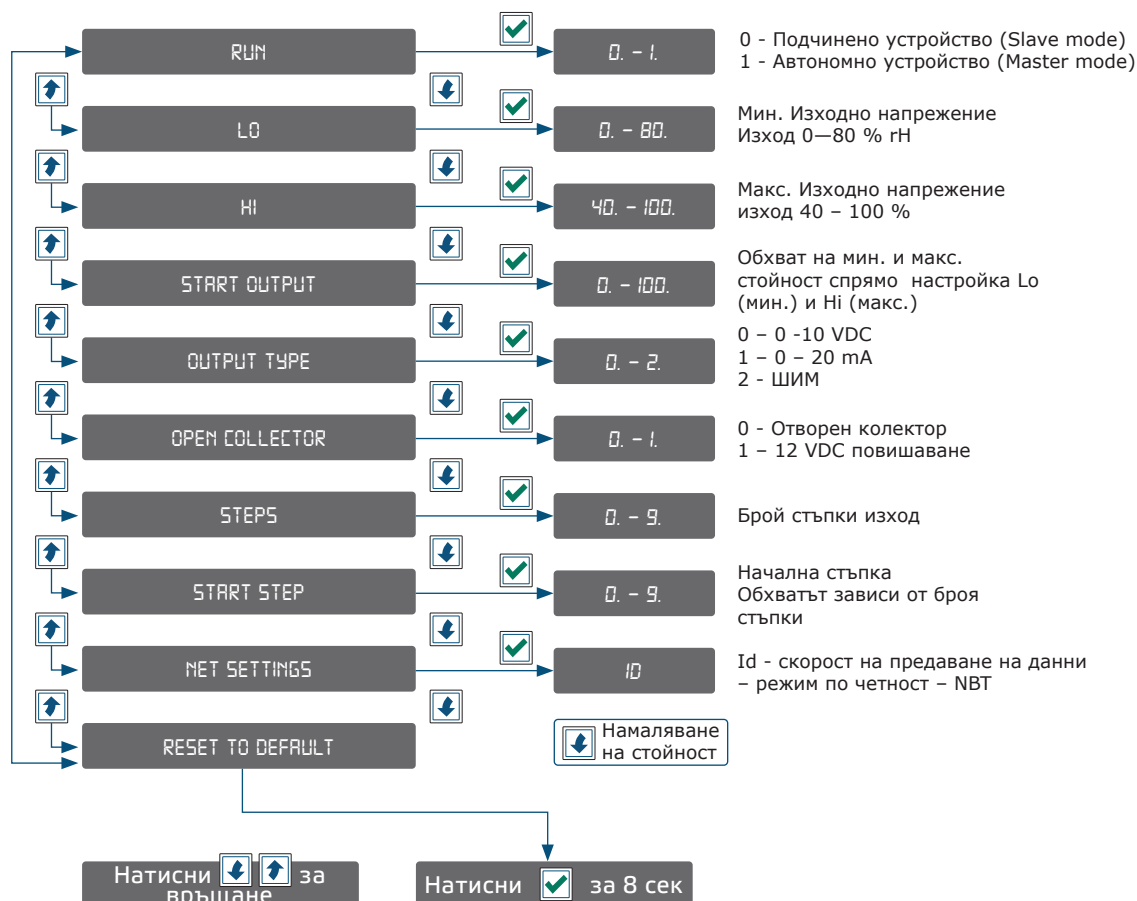 RUN
0. – 1.
0 - Подчинено устройство (Slave mode)
1 - Автономно устройство (Master mode)
LO
0. – 80.
Мин. Изходно напрежение
Изход 0—80 % rH
HI
40. – 100.
Макс. Изходно напрежение
изход 40 – 100 %
START OUTPUT
0. – 100.
Обхват на мин. и макс.
стойност спрямо настройка Lo
(мин.) и Hi (макс.)
OUTPUT TYPE
0. – 2.
0 – 0 -10 VDC
1 – 0 – 20 mA
2 - ШИМ
OPEN COLLECTOR
0. – 1.
0 - Отворен колектор
1 – 12 VDC повишаване
STEPS
0. – 9.
Брой стъпки изход
START STEP
0. – 9.
Начална стъпка
Обхватът зависи от броя
стъпки
NET SETTINGS
ID
Id - скорост на предаване на данни
– режим по четност – NBT
RESET TO DEFAULT
Намаляване
на стойност
Натисни за
връщане
Натисни за 8 сек